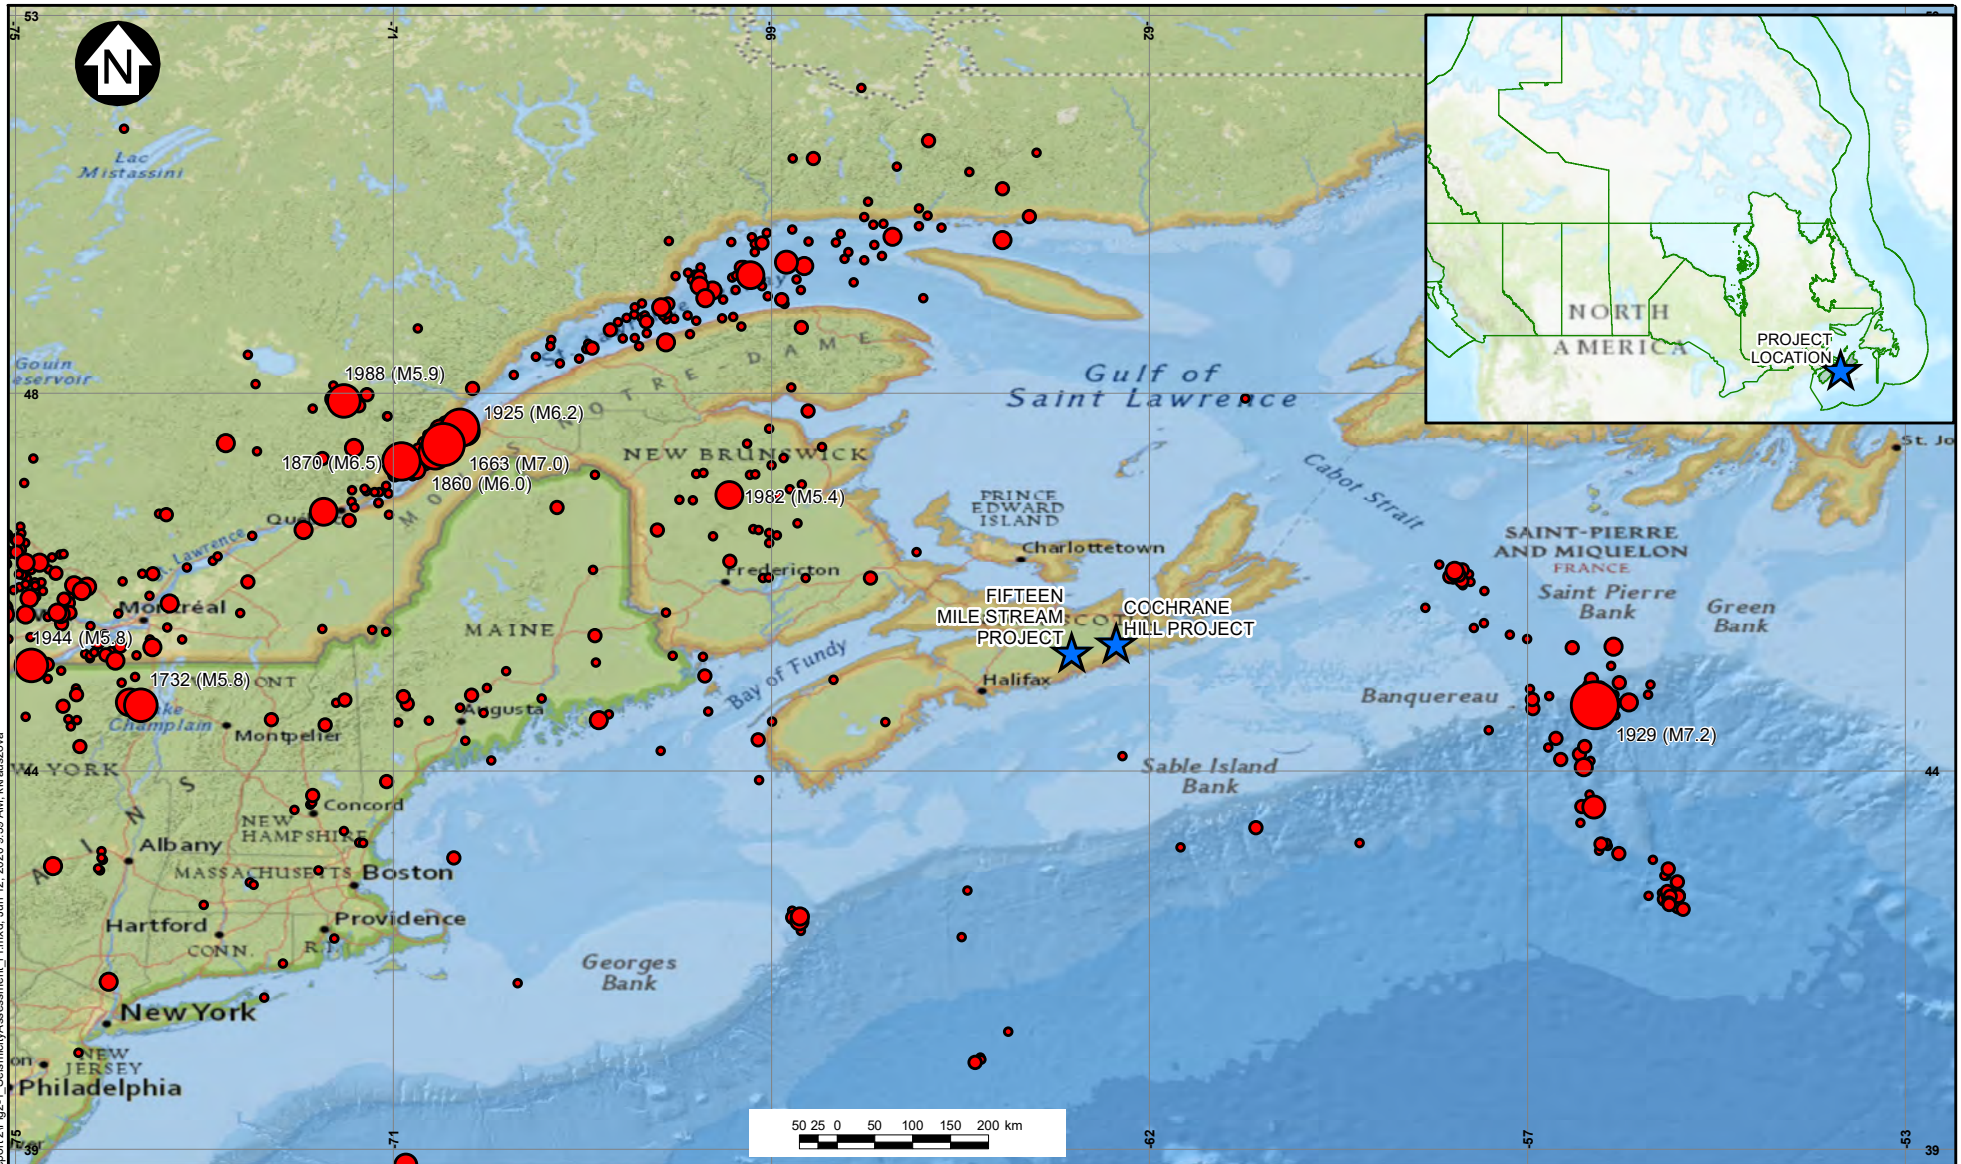 53
-75
-71
-66
-62
N
Lac
Mistassini
NORTH
AMERICA
PROJECT
LOCATION
Gouin
eservoir
1988 (M5.9)
1925 (M6.2)
1870 (M6.5)
1663 (M7.0)
1860 (M6.0)
48
NOTRE DAME
Gulf of
Saint Lawrence
St. Jo
NEW BRUNSWICK
1982 (M5.4)
Cabot Strait
PRINCE
EDWARD
ISLAND
Charlottetown
SAINT-PIERRE
AND MIQUELON
FRANCE
Saint Pierre
Bank
Green
Bank
Lawrence
Montréal
Fredericton
FIFTEEN
MILE STREAM
PROJECT
COCHRANE
HILL PROJECT
1944 (M5.8)
MAINE
1732 (M5.8)
ONT
Champlain
Montpelier
Augusta
Bay of Fundy
Halifax
Banquereau
1929 (M7.2)
W YORK
44
Sable Island
Bank
Concord
NEW
HAMPSHIRE
Albany
MASSACHUSETTS
Boston
Hartford
Providence
CONN.
R.I.
Georges
Bank
New York
NEW
JERSEY
Philadelphia
50 25 0 50 100 150 200 km
-75
-71
-62
-57
-53
39
39